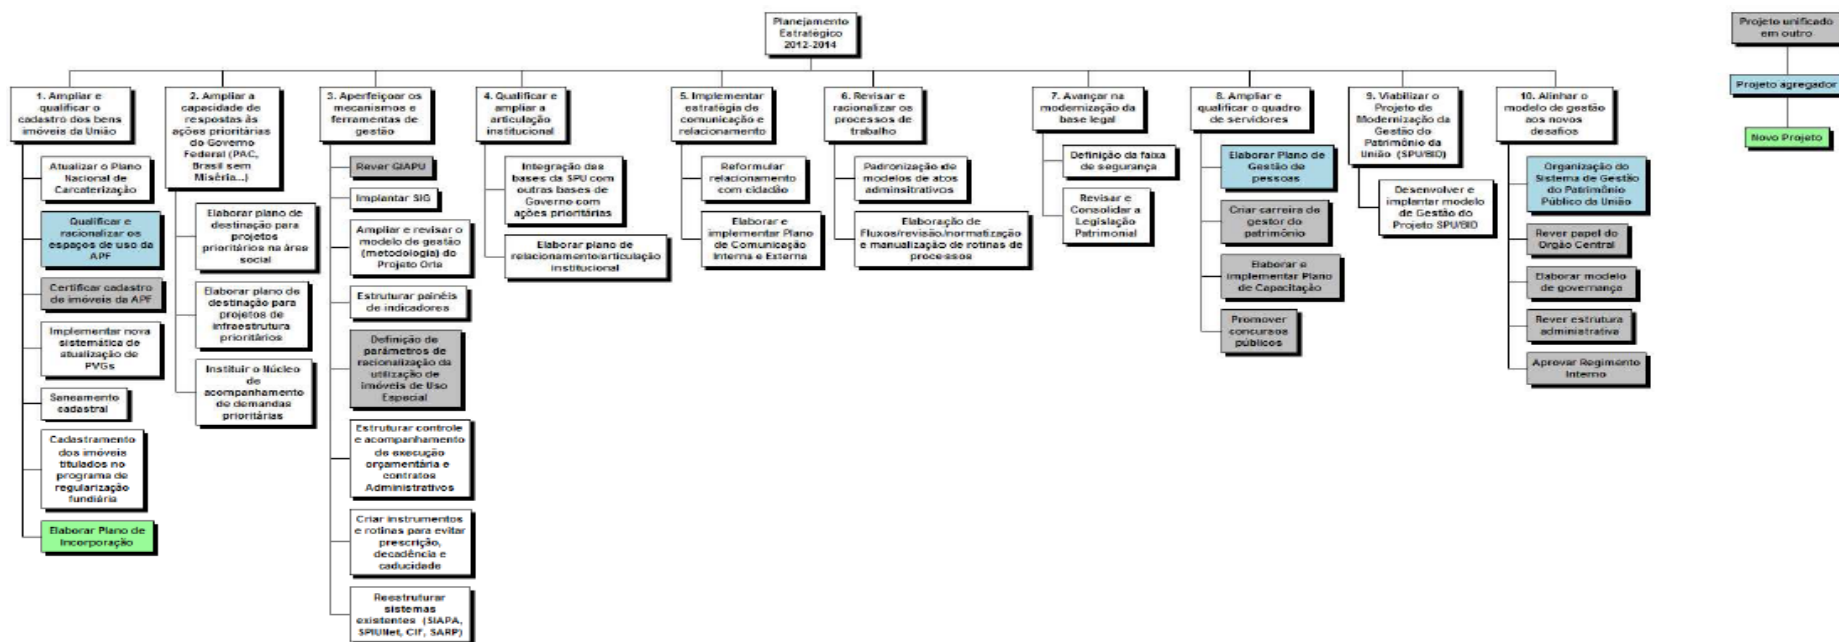 Planejamento
Estratégico
2012-2014
1. Ampliar e
qualificar o
cadastro dos bens
imóveis da União
Atualizar o Plano
Nacional de
Carcaterização
Qualificar e
racionalizar os
espaços de uso da
APF
Certificar cadastro
de imóveis da APF
Implementar nova
sistemática de
atualização de
PVGs
Saneamento
cadastral
Cadastramento
dos imóveis
titulados no
programa de
regularização
fundiária
Elaborar Plano de
Incorporação
2. Ampliar a
capacidade de
respostas às
ações prioritárias
do Governo
Federal (PAC,
Brasil sem
Miséria...)
Elaborar plano de
destinação para
projetos
prioritários na área
social
Elaborar plano de
destinação para
projetos de
infraestrutura
prioritários
Instituir o Núcleo
de
acompanhamento
de demandas
prioritárias
3. Aperfeiçoar os
mecanismos e
ferramentas de
gestão
Rever GIAPU
Implantar SIG
Ampliar e revisar o
modelo de gestão
(metodologia) do
Projeto Orla
Estruturar painéis
de indicadores
Definição de
parâmetros de
racionalização da
utilização de
imóveis de Uso
Espacial
Estruturar controle
e acompanhamento
de execução
orçamentária e
contratos
Administrativos
Criar instrumentos
e rotinas para evitar
prescrição,
decadência e
caducidade
Reestruturar
sistemas
existentes (SIAPA,
SPIUNet, CIF, SARP)
4. Qualificar e
ampliar a
articulação
institucional
Integração das
bases da SPU com
outras bases de
Governo com
ações prioritárias
Elaborar plano de
relacionamento/articulação
institucional
5. Implementar
estratégia de
comunicação e
relacionamento
Reformular
relacionamento
com cidadão
Elaborar e
implementar Plano
de Comunicação
Interna e Externa
6. Revisar e
racionalizar os
processos de
trabalho
Padronização de
modelos de atos
adminsitrativos
Elaboração de
Fluxos/revisão/normatização
e manualização de rotinas de
processos
7. Avançar na
modernização da
base legal
Definição da faixa
de segurança
Revisar e
Consolidar a
Legislação
Patrimonial
8. Ampliar e
qualificar o quadro
de servidores
Elaborar Plano de
Gestão de
pessoas
Criar carreira de
gestor do
patrimônio
Elaborar e
implementar Plano
de Capacitação
Promover
concursos
públicos
9. Viabilizar o
Projeto de
Modernização da
Gestão do
Patrimônio da
União (SPU/BID)
Desenvolver e
implantar modelo
de Gestão do
Projeto SPU/BID
10. Alinhar o
modelo de gestão
aos novos
desafios
Organização do
Sistema de Gestão
do Patrimônio
Público da União
Rever papel do
Orgão Central
Elaborar modelo
de governança
Rever estrutura
administrativa
Aprovar Regimento
Interno
Projeto unificado
em outro
Projeto agregador
Novo Projeto